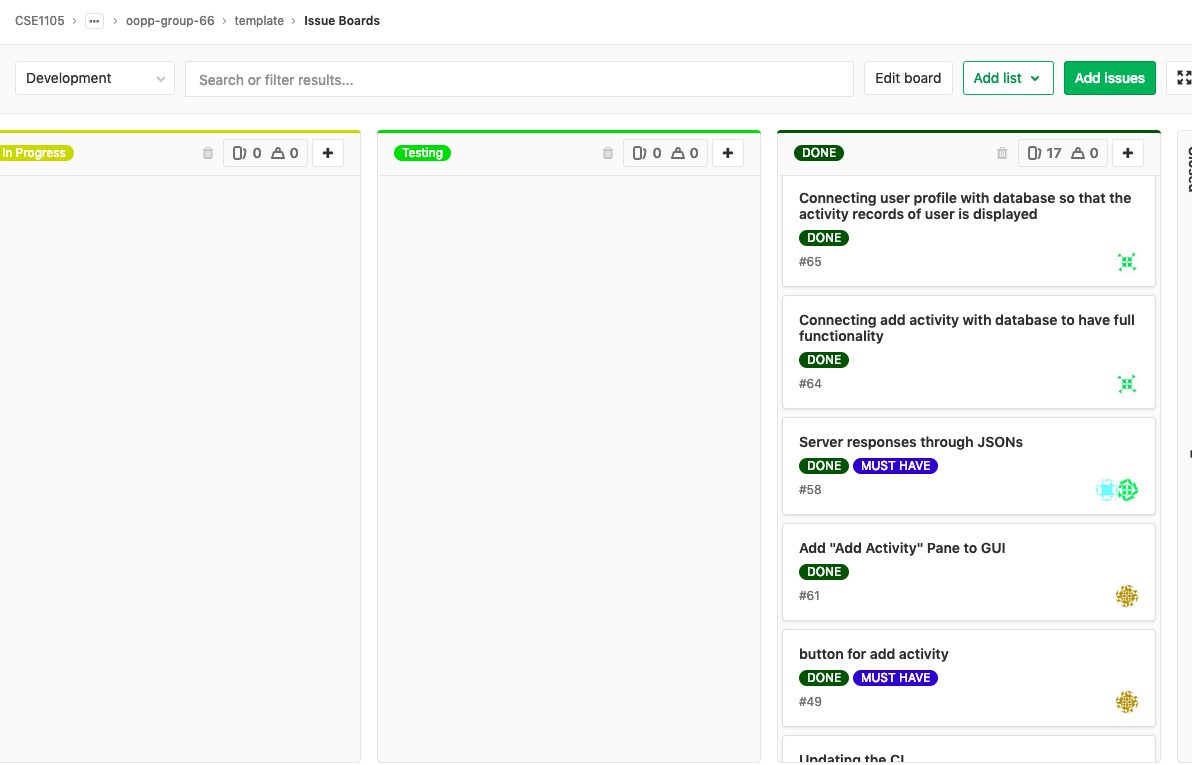 CSE1105 › ··· › oopp-group-66 › template › Issue Boards
Development
Search or filter results...
Edit board
Add list
Add issues
In Progress
0 0
Testing
0 0
DONE
17 0
Connecting user profile with database so that the
activity records of user is displayed
DONE
#65
Connecting add activity with database to have full
functionality
DONE
#64
Server responses through JSONs
DONE MUST HAVE
#58
Add "Add Activity" Pane to GUI
DONE
#61
button for add activity
DONE MUST HAVE
#49
Updating the CI
Closed